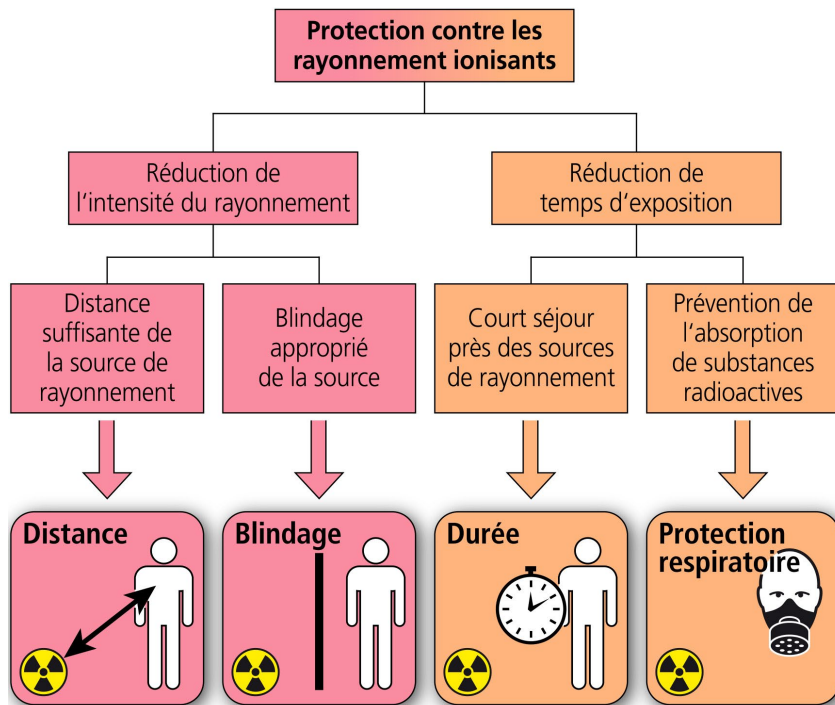 Protection contre les
rayonnement ionisants
Réduction de
l'intensité du rayonnement
Réduction de
temps d'exposition
Distance
suffisante de
la source de
rayonnement
Blindage
approprié
de la source
Court séjour
près des sources
de rayonnement
Prévention de
l'absorption
de substances
radioactives
Distance
Blindage
Durée
Protection
respiratoire